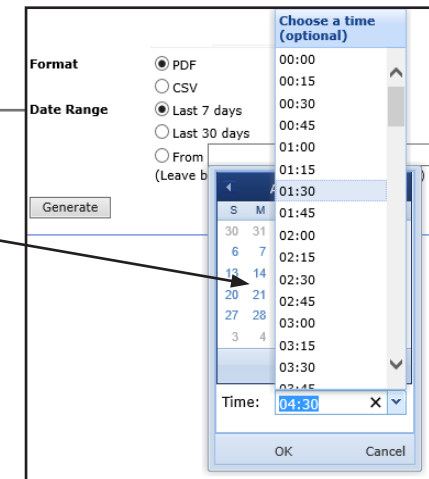 Choose a time
(optional)
Format
PDF
CSV
Date Range
Last 7 days
Last 30 days
From
(Leave b
)
Generate
00:00
00:15
00:30
00:45
01:00
01:15
01:30
01:45
02:00
02:15
02:30
02:45
03:00
03:15
03:30
03:45
A
S M
30 31
6 7
13 14
20 21
27 28
3 4
Time: 04:30
OK Cancel